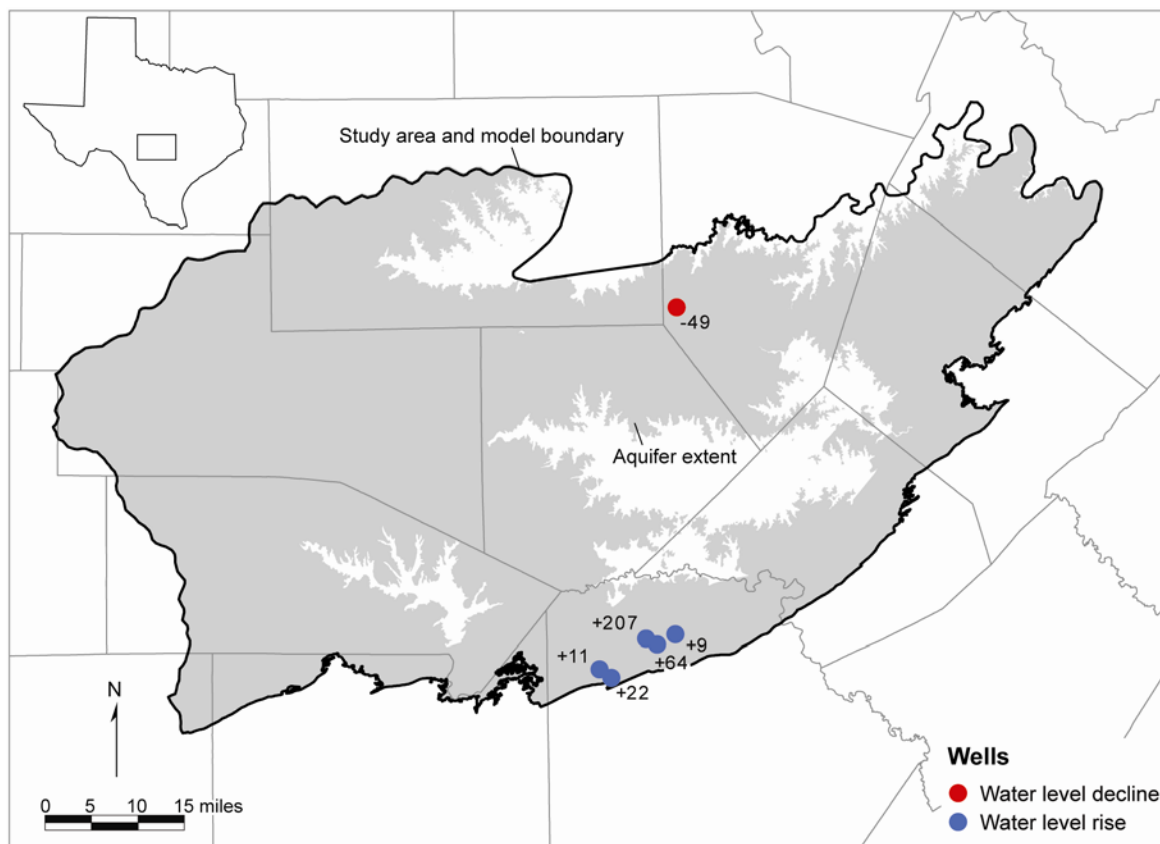 Study area and model boundary
-49
Aquifer extent
+207
+9
+64
+11
+22
N
0 5 10 15 miles
Wells
Water level decline
Water level rise